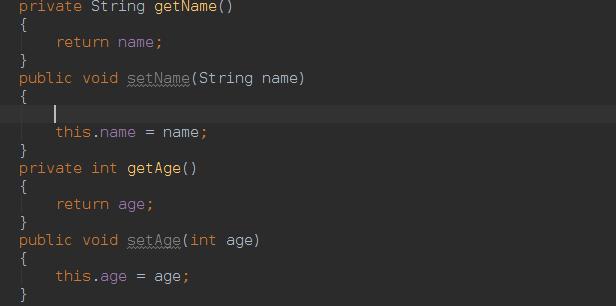 private String getName()
{
return name;
}
public void setName(String name)
{
this.name = name;
}
private int getAge()
{
return age;
}
public void setAge(int age)
{
this.age = age;
}